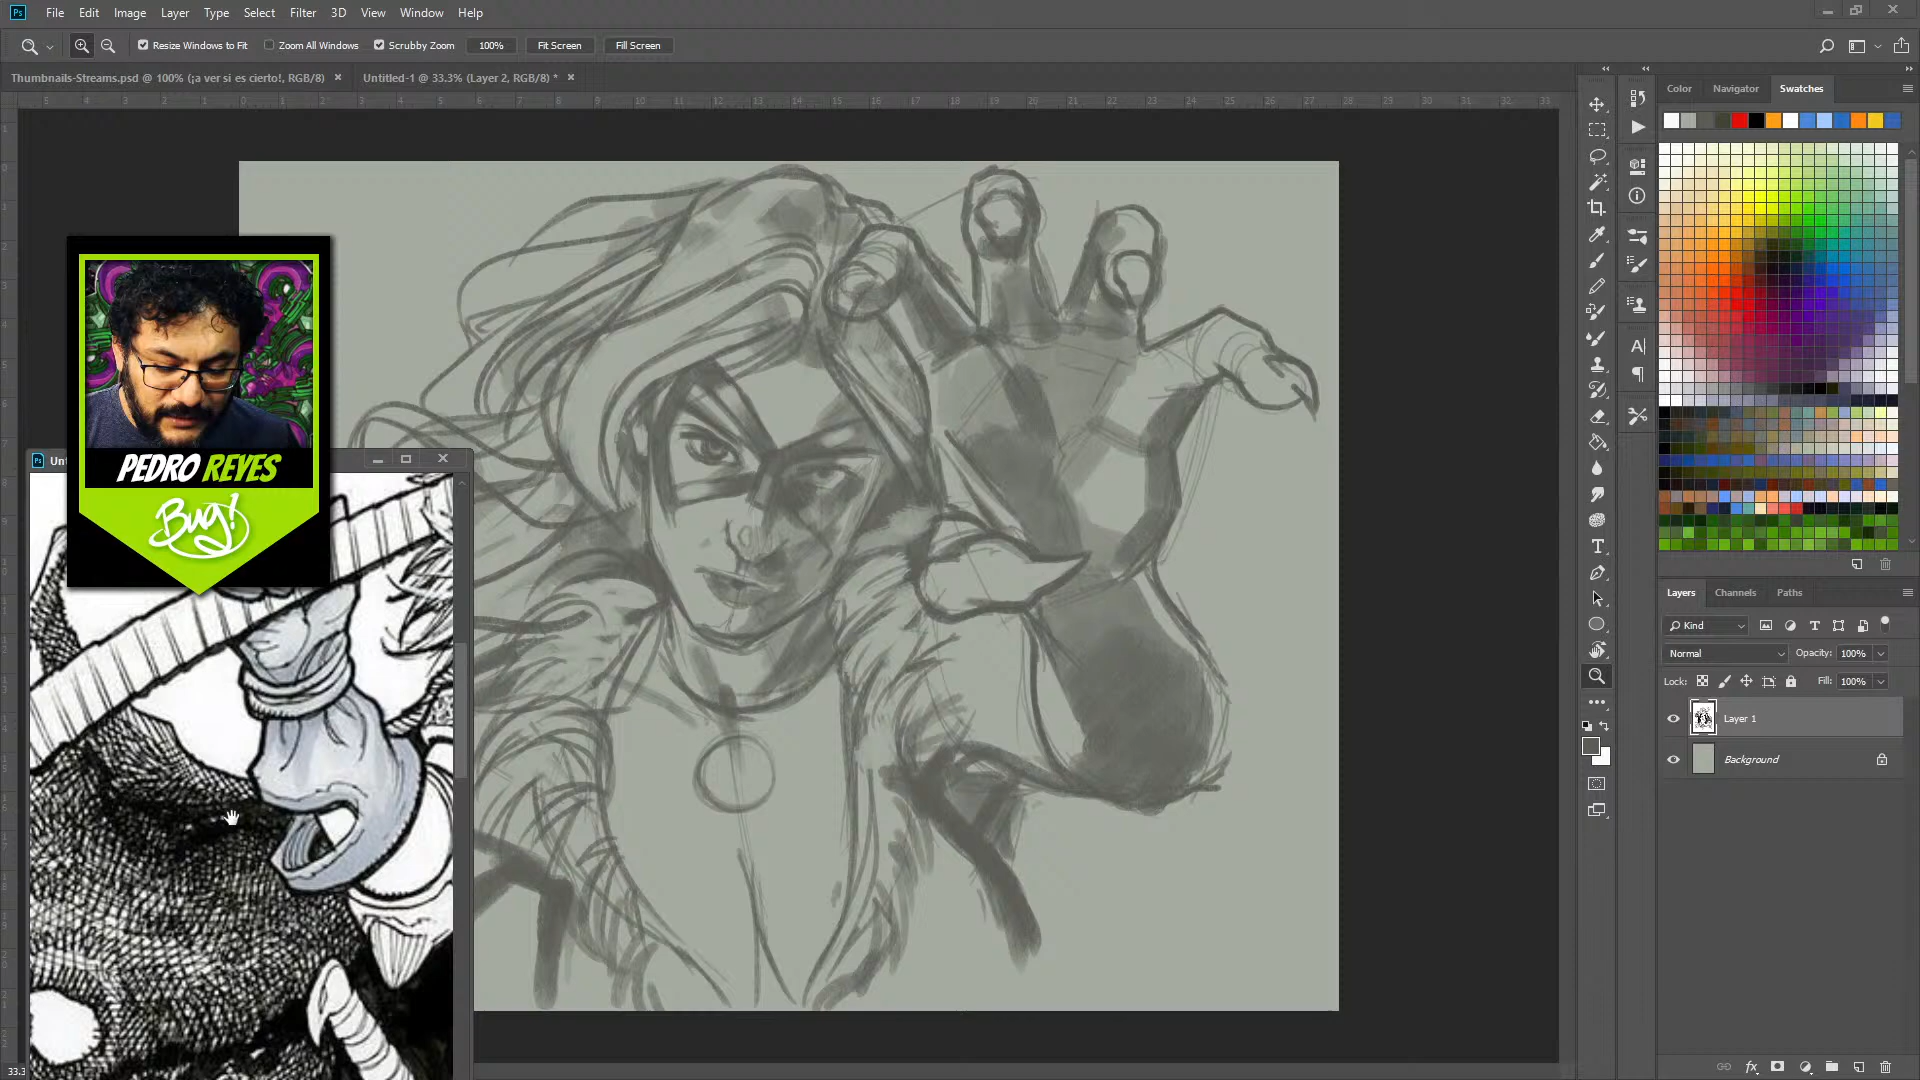 Ps File Edit Image Layer Type Select Filter 3D View Window Help
Resize Windows to Fit Zoom All Windows Scrubby Zoom 100% Fit Screen Fill Screen
Thumbnails-Streams.psd @ 100% (¡a ver si es cierto!, RGB/8) × Untitled-1 @ 33.3% (Layer 2, RGB/8) * ×
Color Navigator Swatches
Ps Unt
PEDRO REYES
Bug!
Layers Channels Paths
Kind
Normal Opacity: 100%
Lock: Fill: 100%
Layer 1
Background
33.3